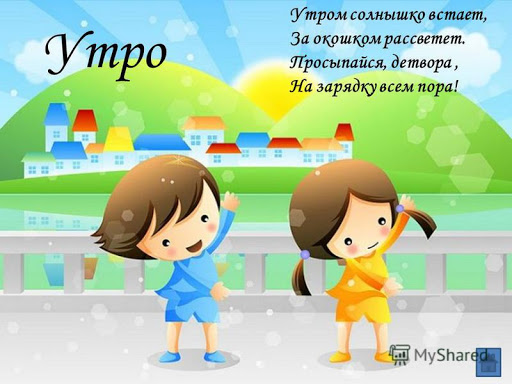 Утро
Утром солнышко встает,
За окошком рассветет.
Просыпайся, детвора ,
На зарядку всем пора!
MyShared